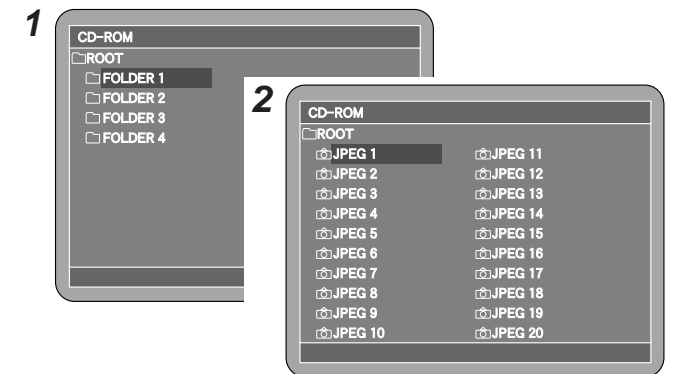 1
CD-ROM
ROOT
FOLDER 1
FOLDER 2
FOLDER 3
FOLDER 4
2
CD-ROM
ROOT
JPEG 1 JPEG 11
JPEG 2 JPEG 12
JPEG 3 JPEG 13
JPEG 4 JPEG 14
JPEG 5 JPEG 15
JPEG 6 JPEG 16
JPEG 7 JPEG 17
JPEG 8 JPEG 18
JPEG 9 JPEG 19
JPEG 10 JPEG 20